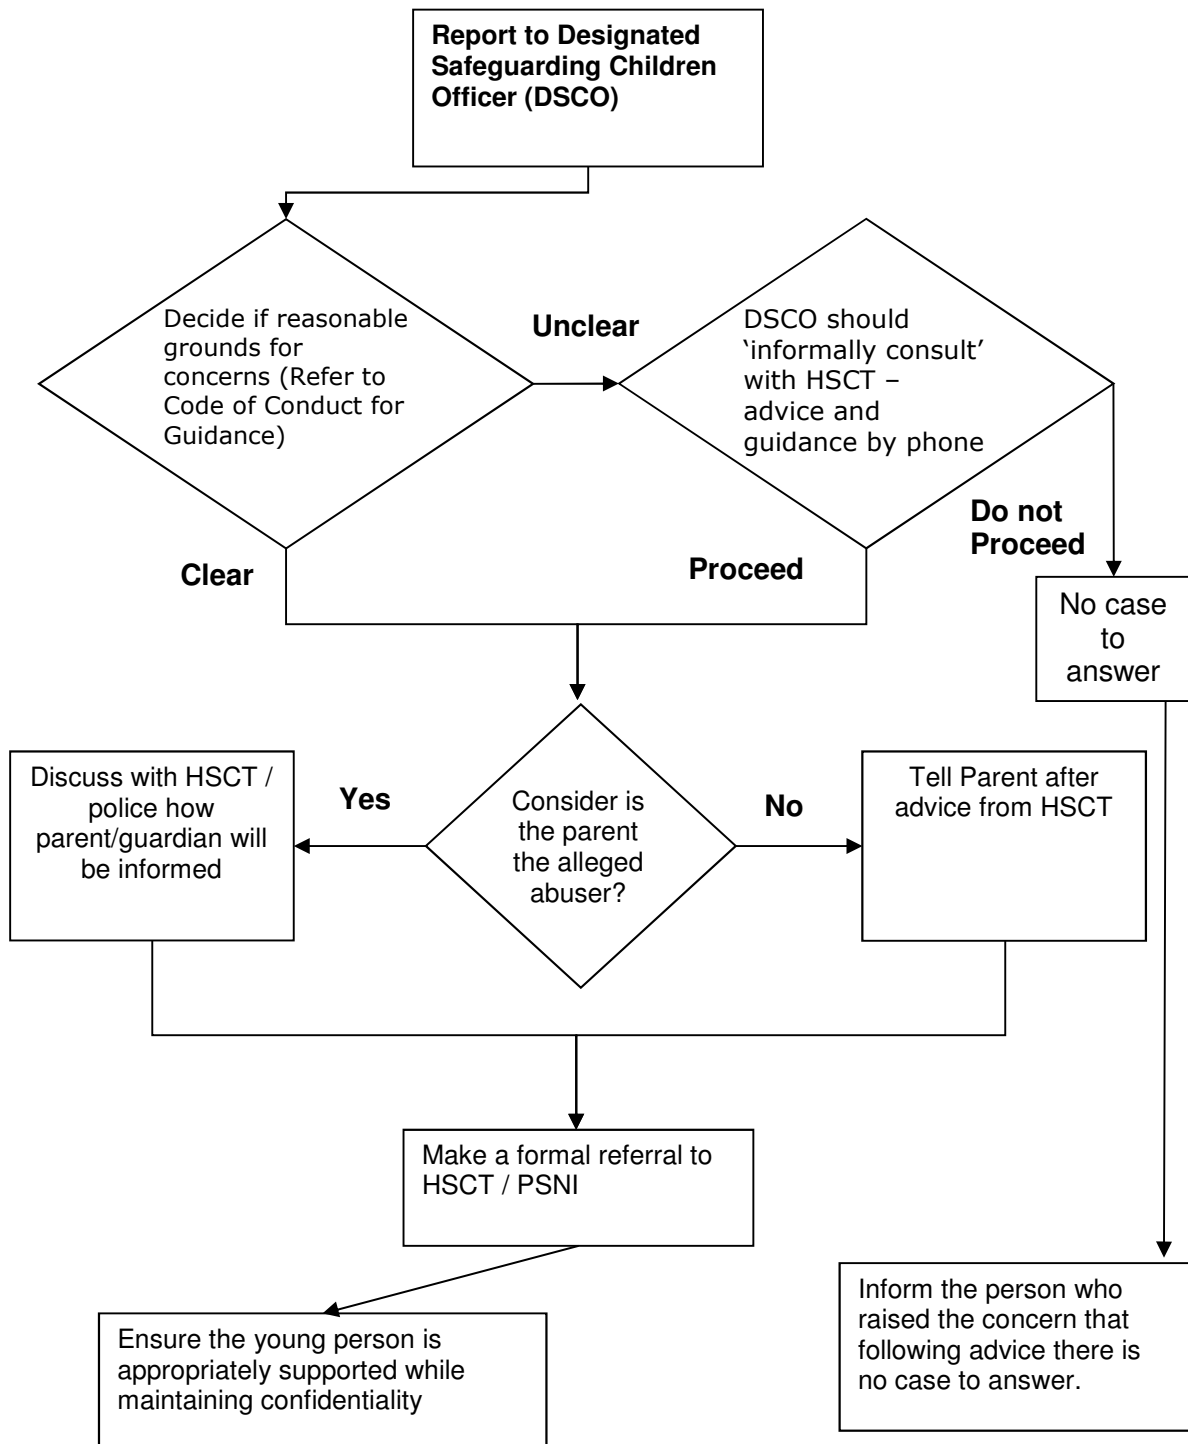 Report to Designated
Safeguarding Children
Officer (DSCO)
Decide if reasonable
grounds for
concerns (Refer to
Code of Conduct for
Guidance)
Unclear
DSCO should
‘informally consult’
with HSCT –
advice and
guidance by phone
Clear
Proceed
Do not
Proceed
No case
to
answer
Discuss with HSCT /
police how
parent/guardian will
be informed
Yes
Consider is
the parent
the alleged
abuser?
No
Tell Parent after
advice from HSCT
Make a formal referral to
HSCT / PSNI
Ensure the young person is
appropriately supported while
maintaining confidentiality
Inform the person who
raised the concern that
following advice there is
no case to answer.